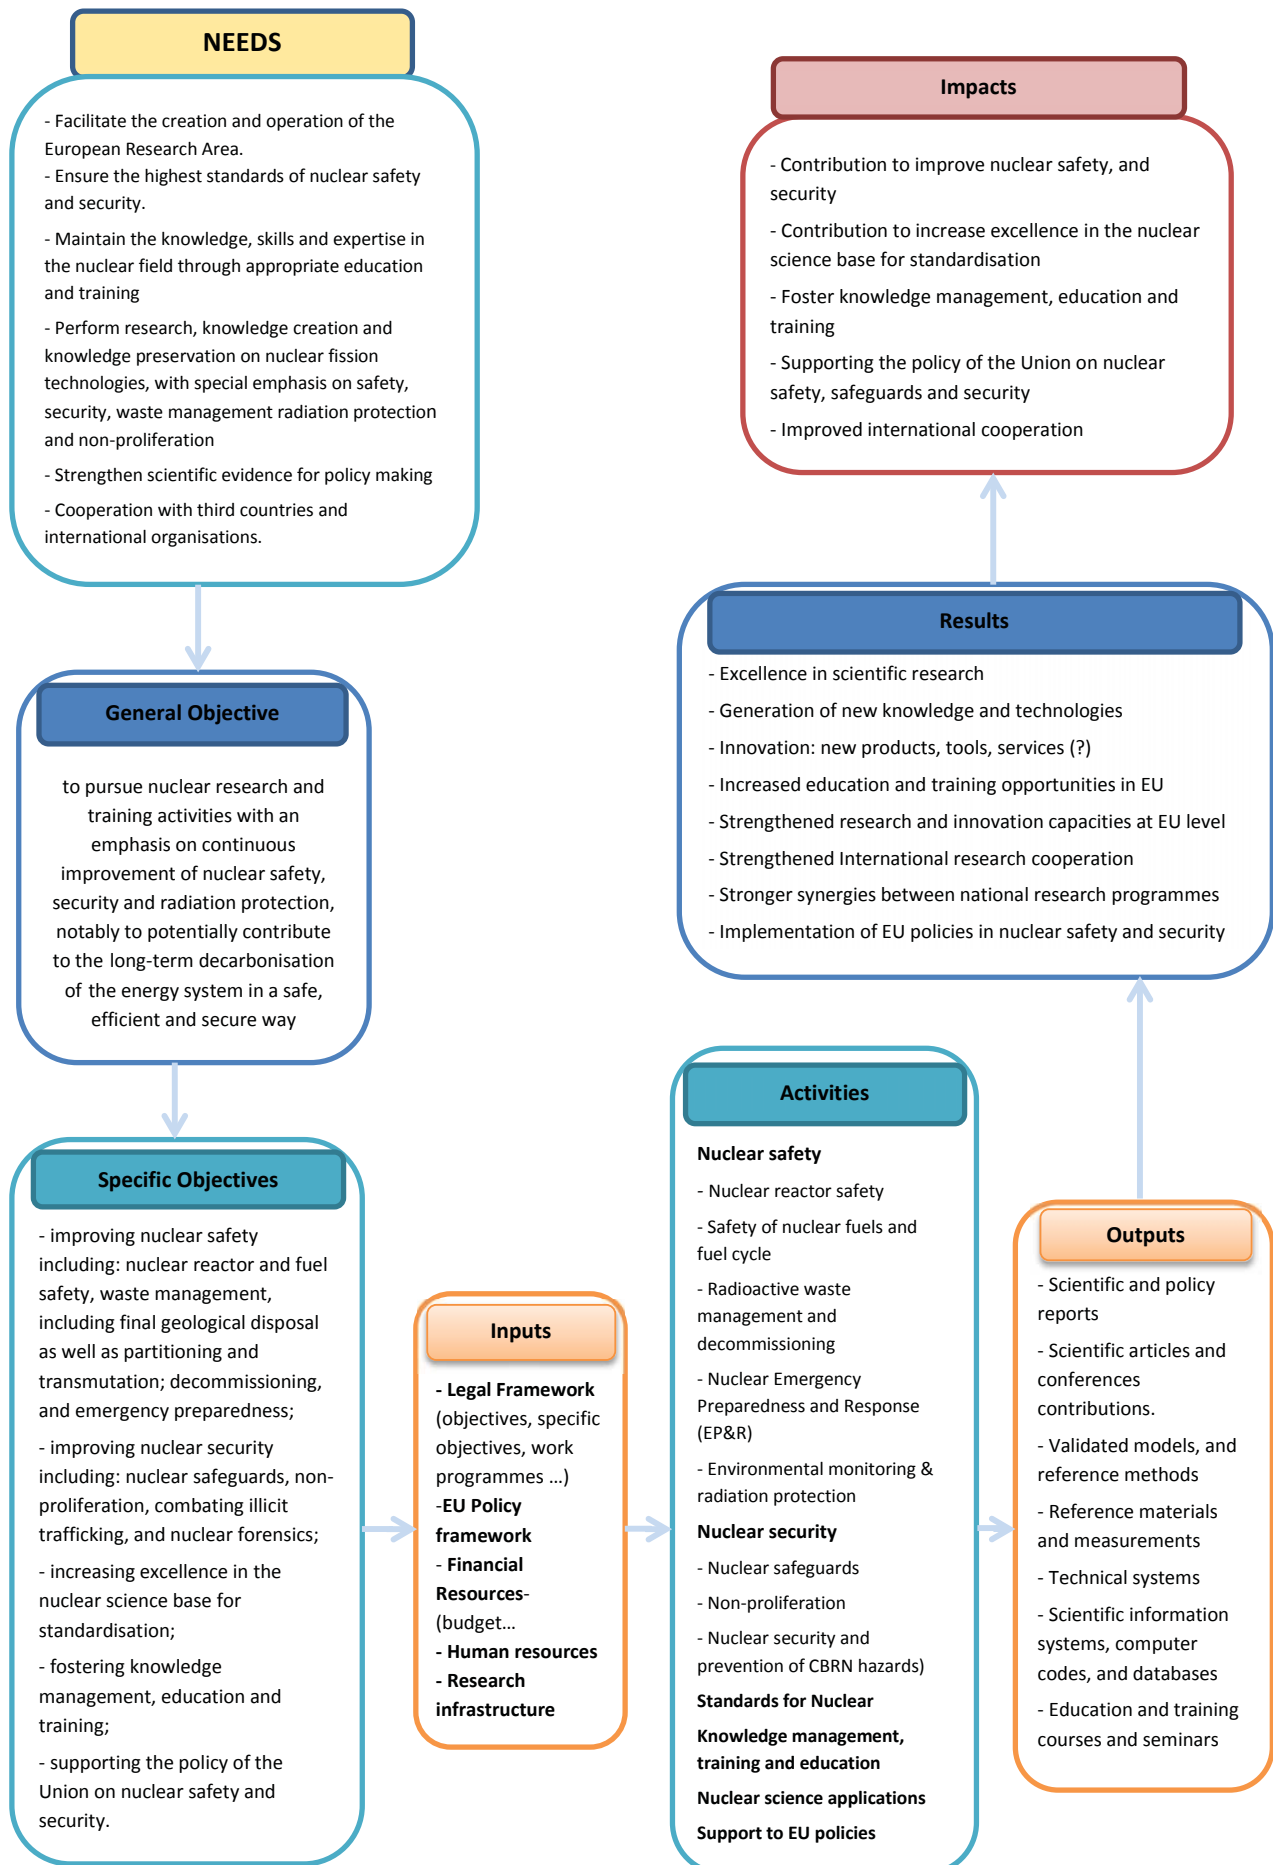 NEEDS
- Facilitate the creation and operation of the
European Research Area.
- Ensure the highest standards of nuclear safety
and security.
- Maintain the knowledge, skills and expertise in
the nuclear field through appropriate education
and training
- Perform research, knowledge creation and
knowledge preservation on nuclear fission
technologies, with special emphasis on safety,
security, waste management radiation protection
and non-proliferation
- Strengthen scientific evidence for policy making
- Cooperation with third countries and
international organisations.
General Objective
to pursue nuclear research and
training activities with an
emphasis on continuous
improvement of nuclear safety,
security and radiation protection,
notably to potentially contribute
to the long-term decarbonisation
of the energy system in a safe,
efficient and secure way
Specific Objectives
- improving nuclear safety
including: nuclear reactor and fuel
safety, waste management,
including final geological disposal
as well as partitioning and
transmutation; decommissioning,
and emergency preparedness;
- improving nuclear security
including: nuclear safeguards, non-
proliferation, combating illicit
trafficking, and nuclear forensics;
- increasing excellence in the
nuclear science base for
standardisation;
- fostering knowledge
management, education and
training;
- supporting the policy of the
Union on nuclear safety and
security.
Inputs
- Legal Framework
(objectives, specific
objectives, work
programmes ...)
-EU Policy
framework
- Financial
Resources-
(budget...
- Human resources
- Research
infrastructure
Activities
Nuclear safety
- Nuclear reactor safety
- Safety of nuclear fuels and
fuel cycle
- Radioactive waste
management and
decommissioning
- Nuclear Emergency
Preparedness and Response
(EP&R)
- Environmental monitoring &
radiation protection
Nuclear security
- Nuclear safeguards
- Non-proliferation
- Nuclear security and
prevention of CBRN hazards)
Standards for Nuclear
Knowledge management,
training and education
Nuclear science applications
Support to EU policies
Outputs
- Scientific and policy
reports
- Scientific articles and
conferences
contributions.
- Validated models, and
reference methods
- Reference materials
and measurements
- Technical systems
- Scientific information
systems, computer
codes, and databases
- Education and training
courses and seminars
Results
- Excellence in scientific research
- Generation of new knowledge and technologies
- Innovation: new products, tools, services (?)
- Increased education and training opportunities in EU
- Strengthened research and innovation capacities at EU level
- Strengthened International research cooperation
- Stronger synergies between national research programmes
- Implementation of EU policies in nuclear safety and security
Impacts
- Contribution to improve nuclear safety, and
security
- Contribution to increase excellence in the nuclear
science base for standardisation
- Foster knowledge management, education and
training
- Supporting the policy of the Union on nuclear
safety, safeguards and security
- Improved international cooperation